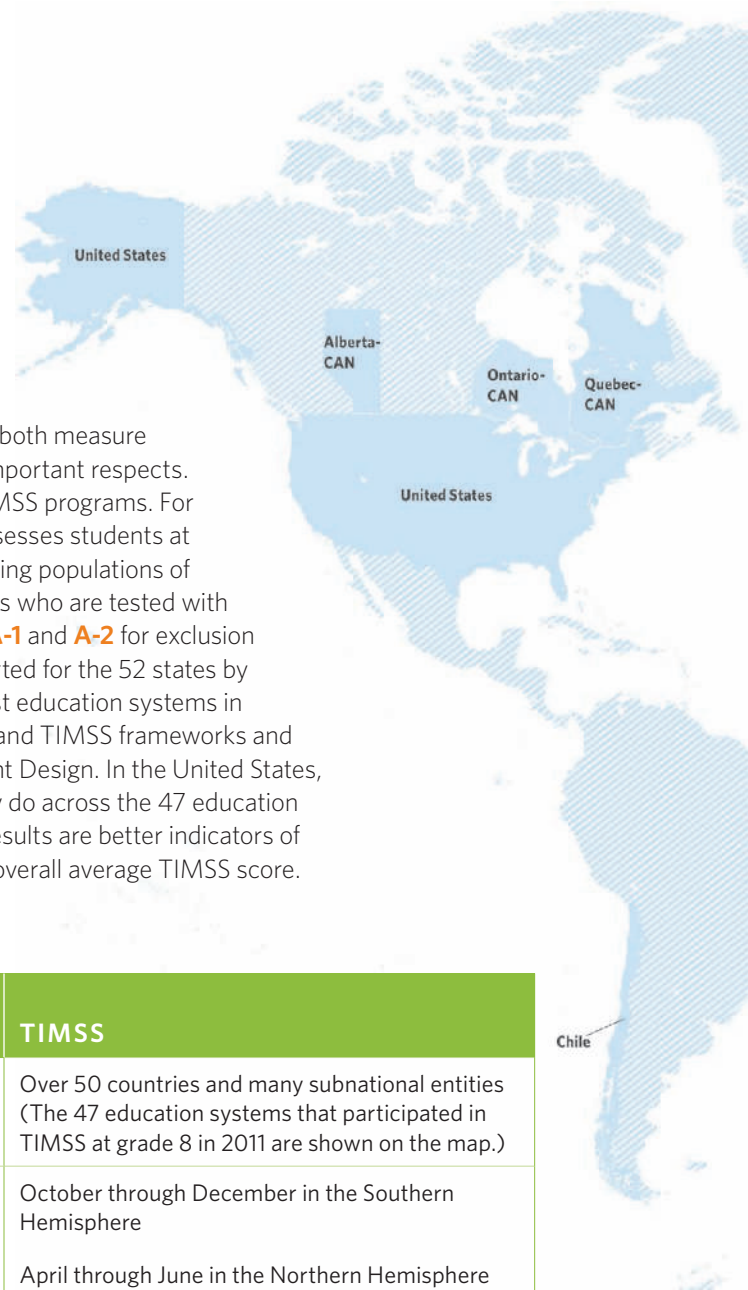 United States
Alberta-
CAN
Ontario-
CAN
Quebec-
CAN
United States
both measure
mportant respects.
MSS programs. For
sesses students at
ing populations of
s who are tested with
A-1 and A-2 for exclusion
rted for the 52 states by
st education systems in
and TIMSS frameworks and
nt Design. In the United States,
y do across the 47 education
esults are better indicators of
overall average TIMSS score.
Chile
TIMSS
Over 50 countries and many subnational entities
(The 47 education systems that participated in
TIMSS at grade 8 in 2011 are shown on the map.)
October through December in the Southern
Hemisphere
April through June in the Northern Hemisphere